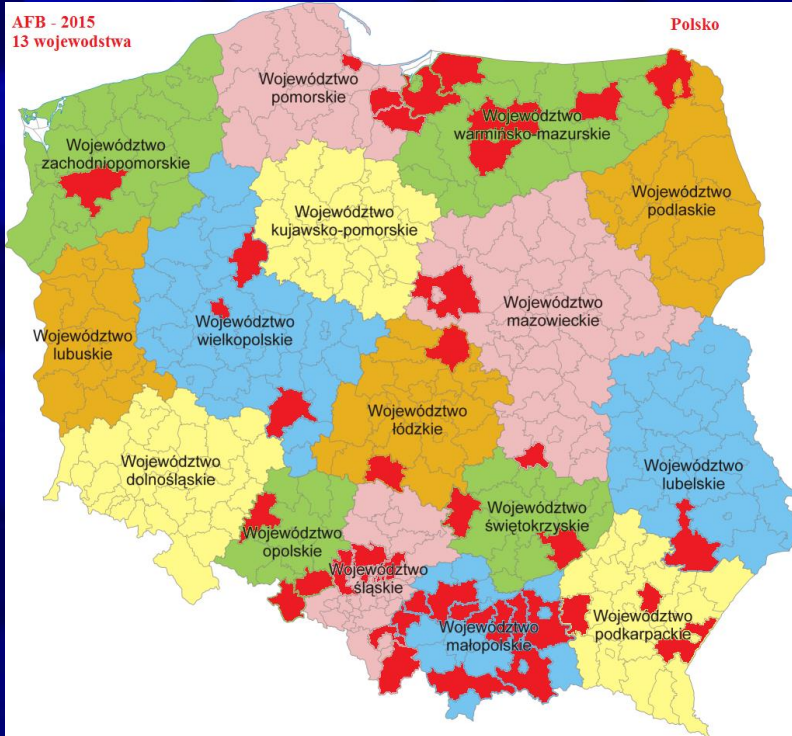 AFB - 2015
13 wojewodstwa
Polsko
Województwo
pomorskie
Województwo
warmińsko-mazurskie
Województwo
zachodniopomorskie
Województwo
podlaskie
Województwo
kujawsko-pomorskie
Województwo
mazowieckie
Województwo
wielkopolskie
Województwo
lubuskie
Województwo
łódzkie
Województwo
dolnośląskie
Województwo
lubelskie
Województwo
świętokrzyskie
Województwo
opolskie
Województwo
śląskie
Województwo
małopolskie
Województwo
podkarpackie